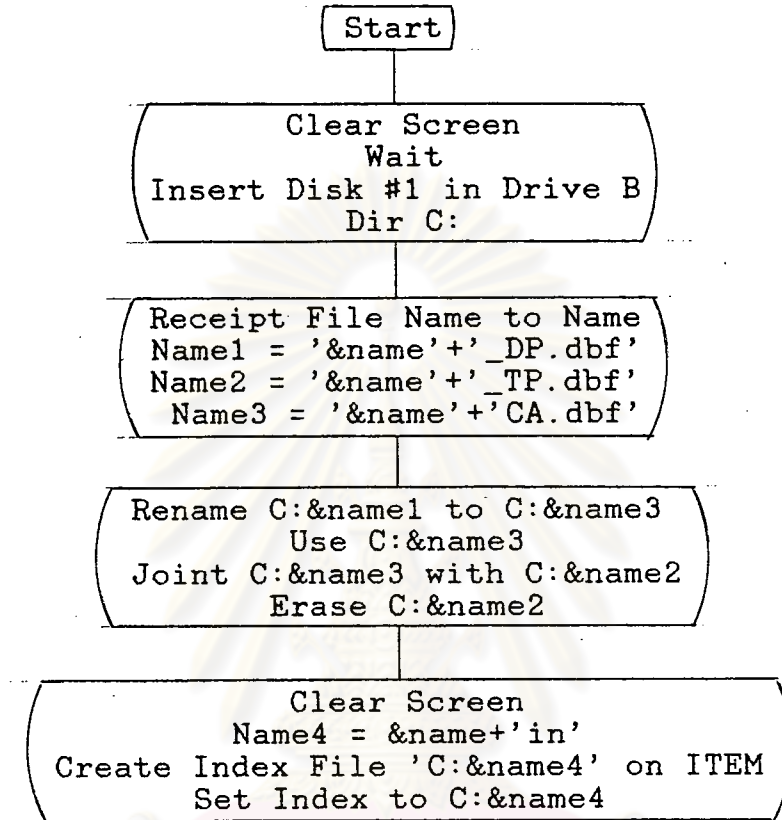 Start
Clear Screen
Wait
Insert Disk #1 in Drive B
Dir C:
Receipt File Name to Name
Name1 = '&name'+'_DP.dbf'
Name2 = '&name'+'_TP.dbf'
Name3 = '&name'+'CA.dbf'
Rename C:&name1 to C:&name3
Use C:&name3
Joint C:&name3 with C:&name2
Erase C:&name2
Clear Screen
Name4 = &name+'in'
Create Index File 'C:&name4' on ITEM
Set Index to C:&name4